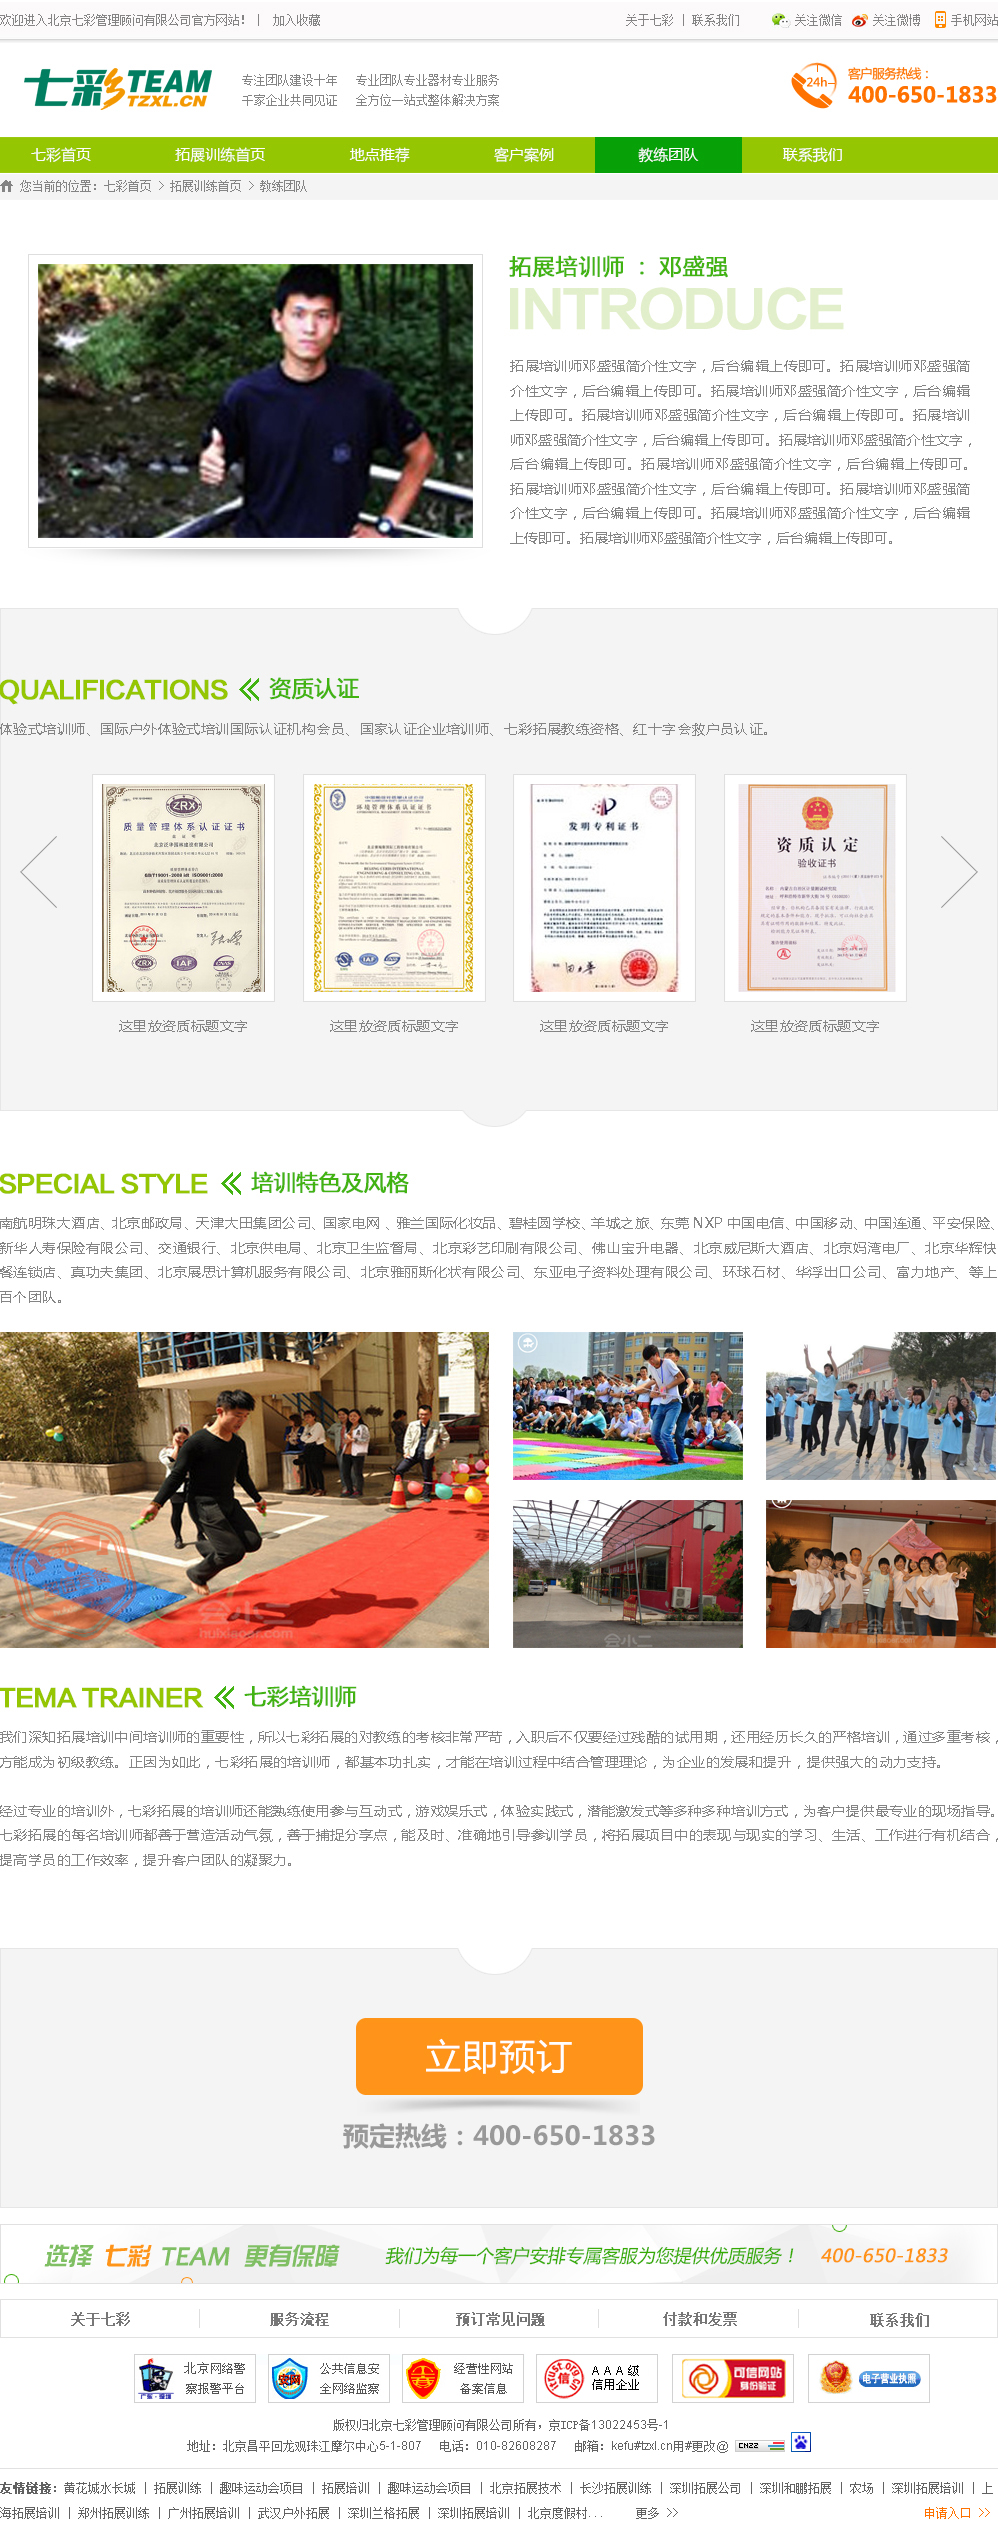 欢迎进入北京七彩管理顾问有限公司官方网站！ | 加入收藏
关于七彩 | 联系我们 关注微信 关注微博 手机网站
七彩 TEAM TZXL.CN
专注团队建设十年 专业团队专业器材专业服务
千家企业共同见证 全方位一站式整体解决方案
24h 客户服务热线：
400-650-1833
七彩首页 拓展训练首页 地点推荐 客户案例 教练团队 联系我们
您当前的位置：七彩首页 > 拓展训练首页 > 教练团队
拓展培训师 ： 邓盛强
INTRODUCE
拓展培训师邓盛强简介性文字，后台编辑上传即可。拓展培训师邓盛强简
介性文字，后台编辑上传即可。拓展培训师邓盛强简介性文字，后台编辑
上传即可。拓展培训师邓盛强简介性文字，后台编辑上传即可。拓展培训
师邓盛强简介性文字，后台编辑上传即可。拓展培训师邓盛强简介性文字，
后台编辑上传即可。拓展培训师邓盛强简介性文字，后台编辑上传即可。
拓展培训师邓盛强简介性文字，后台编辑上传即可。拓展培训师邓盛强简
介性文字，后台编辑上传即可。拓展培训师邓盛强简介性文字，后台编辑
上传即可。拓展培训师邓盛强简介性文字，后台编辑上传即可。
QUALIFICATIONS 资质认证
体验式培训师、国际户外体验式培训国际认证机构会员、国家认证企业培训师、七彩拓展教练资格、红十字会救护员认证。
ZRX
质量管理体系认证证书
环境管理体系认证证书
发明专利证书
资质认定
验收证书
ZRX IAF
这里放资质标题文字 这里放资质标题文字 这里放资质标题文字 这里放资质标题文字
SPECIAL STYLE 培训特色及风格
南航明珠大酒店、北京邮政局、天津大田集团公司、国家电网 、雅兰国际化妆品、碧桂园学校、羊城之旅、东莞 NXP 中国电信、中国移动、中国连通、平安保险、
新华人寿保险有限公司、交通银行、北京供电局、北京卫生监督局、北京彩艺印刷有限公司、佛山宝升电器、北京威尼斯大酒店、北京妈湾电厂、北京华辉快
餐连锁店、真功夫集团、北京展思计算机服务有限公司、北京雅丽斯化状有限公司、东亚电子资料处理有限公司、环球石材、华浮出口公司、富力地产、等上
百个团队。
会小二
huixiaoer.com
会小二
TEMA TRAINER 七彩培训师
我们深知拓展培训中间培训师的重要性，所以七彩拓展的对教练的考核非常严苛，入职后不仅要经过残酷的试用期，还用经历长久的严格培训，通过多重考核，
方能成为初级教练。正因为如此，七彩拓展的培训师，都基本功扎实，才能在培训过程中结合管理理论，为企业的发展和提升，提供强大的动力支持。
经过专业的培训外，七彩拓展的培训师还能熟练使用参与互动式，游戏娱乐式，体验实践式，潜能激发式等多种多种培训方式，为客户提供最专业的现场指导。
七彩拓展的每名培训师都善于营造活动气氛，善于捕捉分享点，能及时、准确地引导参训学员，将拓展项目中的表现与现实的学习、生活、工作进行有机结合，
提高学员的工作效率，提升客户团队的凝聚力。
立即预订
预定热线：400-650-1833
选择 七彩 TEAM 更有保障 我们为每一个客户安排专属客服为您提供优质服务！ 400-650-1833
关于七彩 服务流程 预订常见问题 付款和发票 联系我们
北京网络警
察报警平台
公共信息安
全网络监察
经营性网站
备案信息
AAA级
信用企业
可信网站
身份验证
电子营业执照
版权归北京七彩管理顾问有限公司所有，京ICP备13022453号-1
地址：北京昌平回龙观珠江摩尔中心5-1-807 电话：010-82608287 邮箱：kefu#tzxl.cn用#更改@ CNZZ
友情链接：黄花城水长城 | 拓展训练 | 趣味运动会项目 | 拓展培训 | 趣味运动会项目 | 北京拓展技术 | 长沙拓展训练 | 深圳拓展公司 | 深圳和鹏拓展 | 农场 | 深圳拓展培训 | 上
海拓展培训 | 郑州拓展训练 | 广州拓展培训 | 武汉户外拓展 | 深圳兰格拓展 | 深圳拓展培训 | 北京度假村... 更多 >> 申请入口 >>